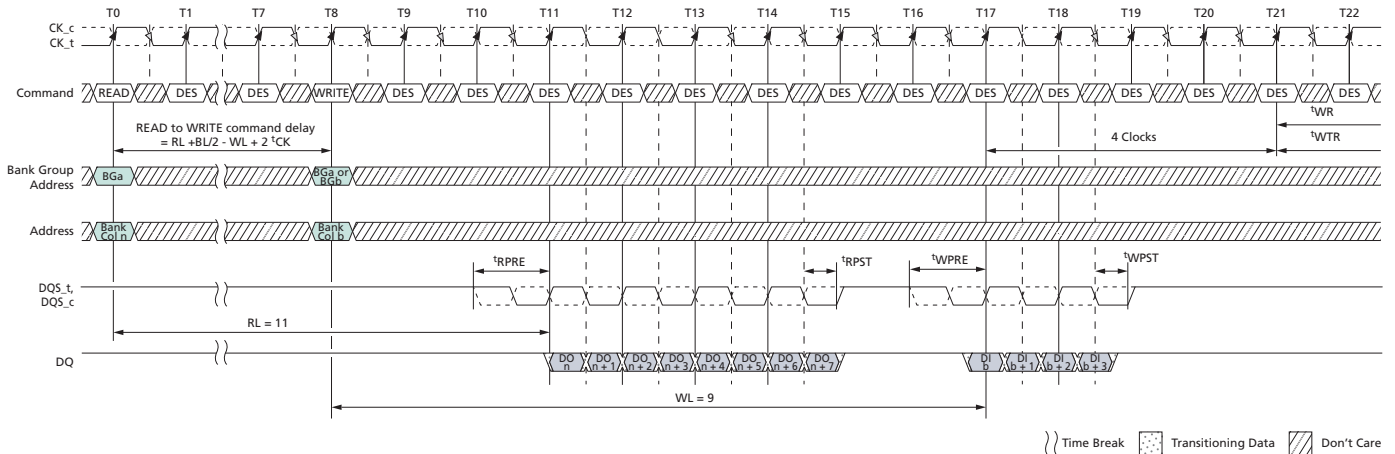 T0 T1 T7 T8 T9 T10 T11 T12 T13 T14 T15 T16 T17 T18 T19 T20 T21 T22
CK_c
CK_t
Command READ DES DES WRITE DES DES DES DES DES DES DES DES DES DES DES DES DES DES
tWR
READ to WRITE command delay
= RL +BL/2 - WL + 2 tCK
4 Clocks tWTR
Bank Group
Address
BGa
BGa or
BGb
Address
Bank
Col n
Bank
Col b
tRPRE tRPST tWPRE tWPST
DQS_t,
DQS_c
RL = 11
DQ
DO
n
DO
n + 1
DO
n + 2
DO
n + 3
DO
n + 4
DO
n + 5
DO
n + 6
DO
n + 7
DI
b
DI
b + 1
DI
b + 2
DI
b + 3
WL = 9
Time Break Transitioning Data Don't Care